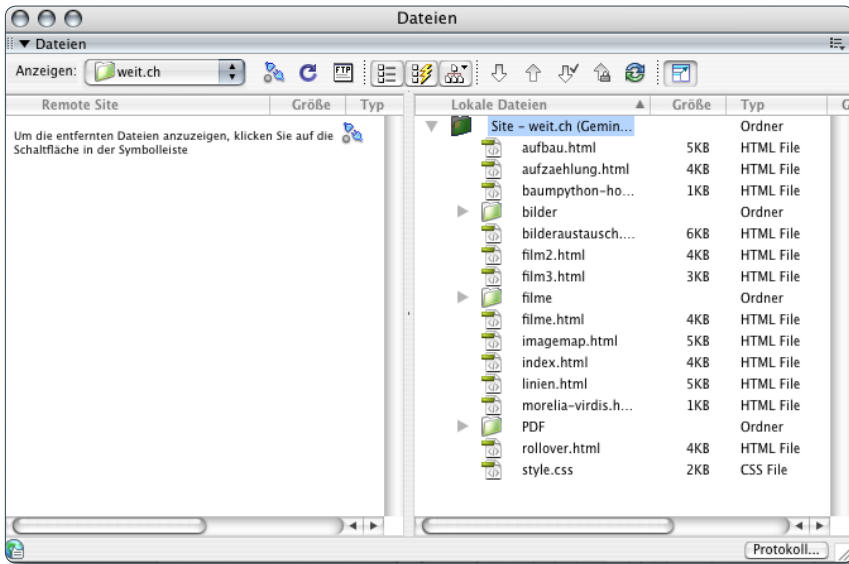 Dateien
Dateien
Anzeigen: weit.ch FTP
Remote Site Größe Typ
Um die entfernten Dateien anzuzeigen, klicken Sie auf die
Schaltfläche in der Symbolleiste
Lokale Dateien Größe Typ G
Site – weit.ch (Gemin... Ordner
aufbau.html 5KB HTML File
aufzaehlung.html 4KB HTML File
baumpython-ho... 1KB HTML File
bilder Ordner
bilderaustausch.... 6KB HTML File
film2.html 4KB HTML File
film3.html 3KB HTML File
filme Ordner
filme.html 4KB HTML File
imagemap.html 5KB HTML File
index.html 4KB HTML File
linien.html 5KB HTML File
morelia-virdis.h... 1KB HTML File
PDF Ordner
rollover.html 4KB HTML File
style.css 2KB CSS File
Protokoll...